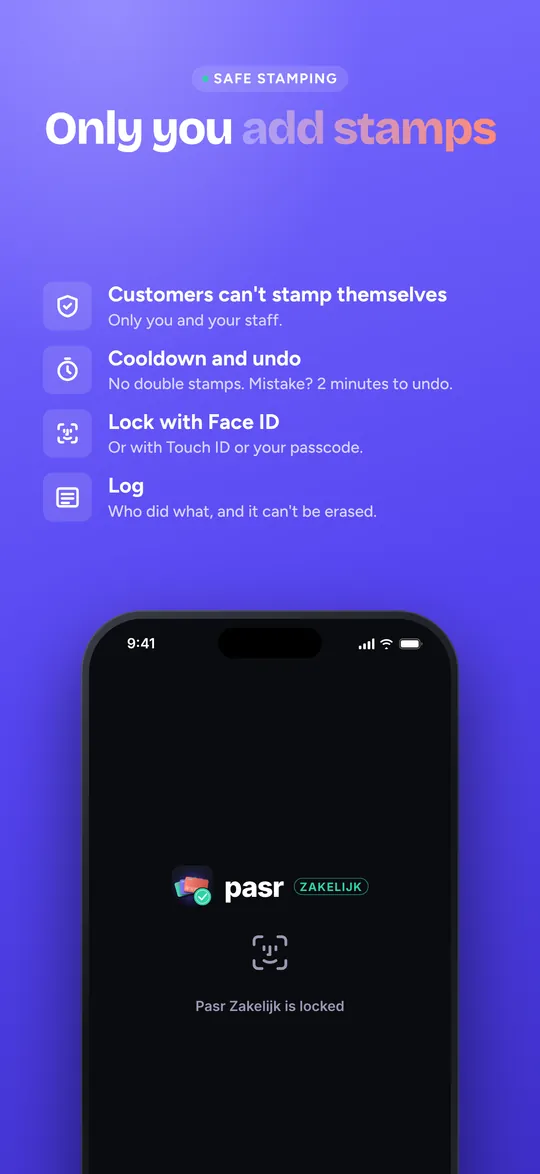 SAFE STAMPING
Only you add stamps
Customers can't stamp themselves
Only you and your staff.
Cooldown and undo
No double stamps. Mistake? 2 minutes to undo.
Lock with Face ID
Or with Touch ID or your passcode.
Log
Who did what, and it can't be erased.
9:41
pasr ZAKELIJK
Pasr Zakelijk is locked